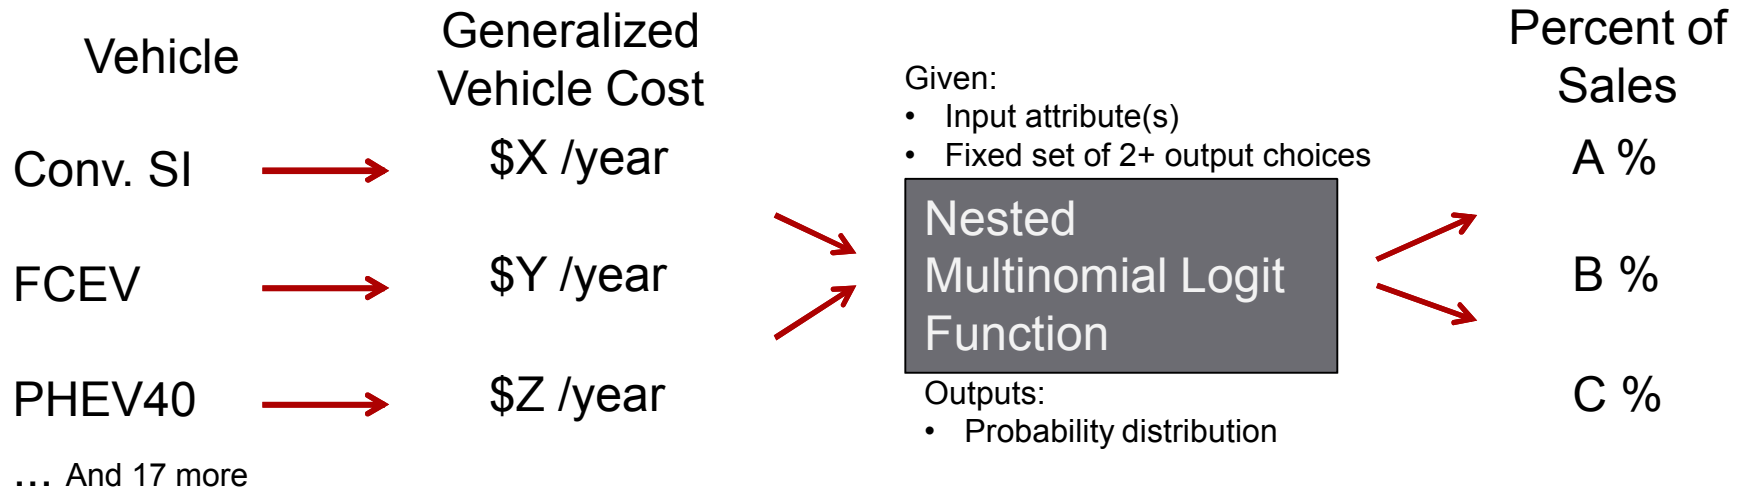 Vehicle
Generalized
Vehicle Cost
Percent of
Sales
Given:
• Input attribute(s)
• Fixed set of 2+ output choices
Conv. SI
$X /year
A %
Nested
Multinomial Logit
Function
FCEV
$Y /year
B %
PHEV40
$Z /year
C %
Outputs:
• Probability distribution
... And 17 more